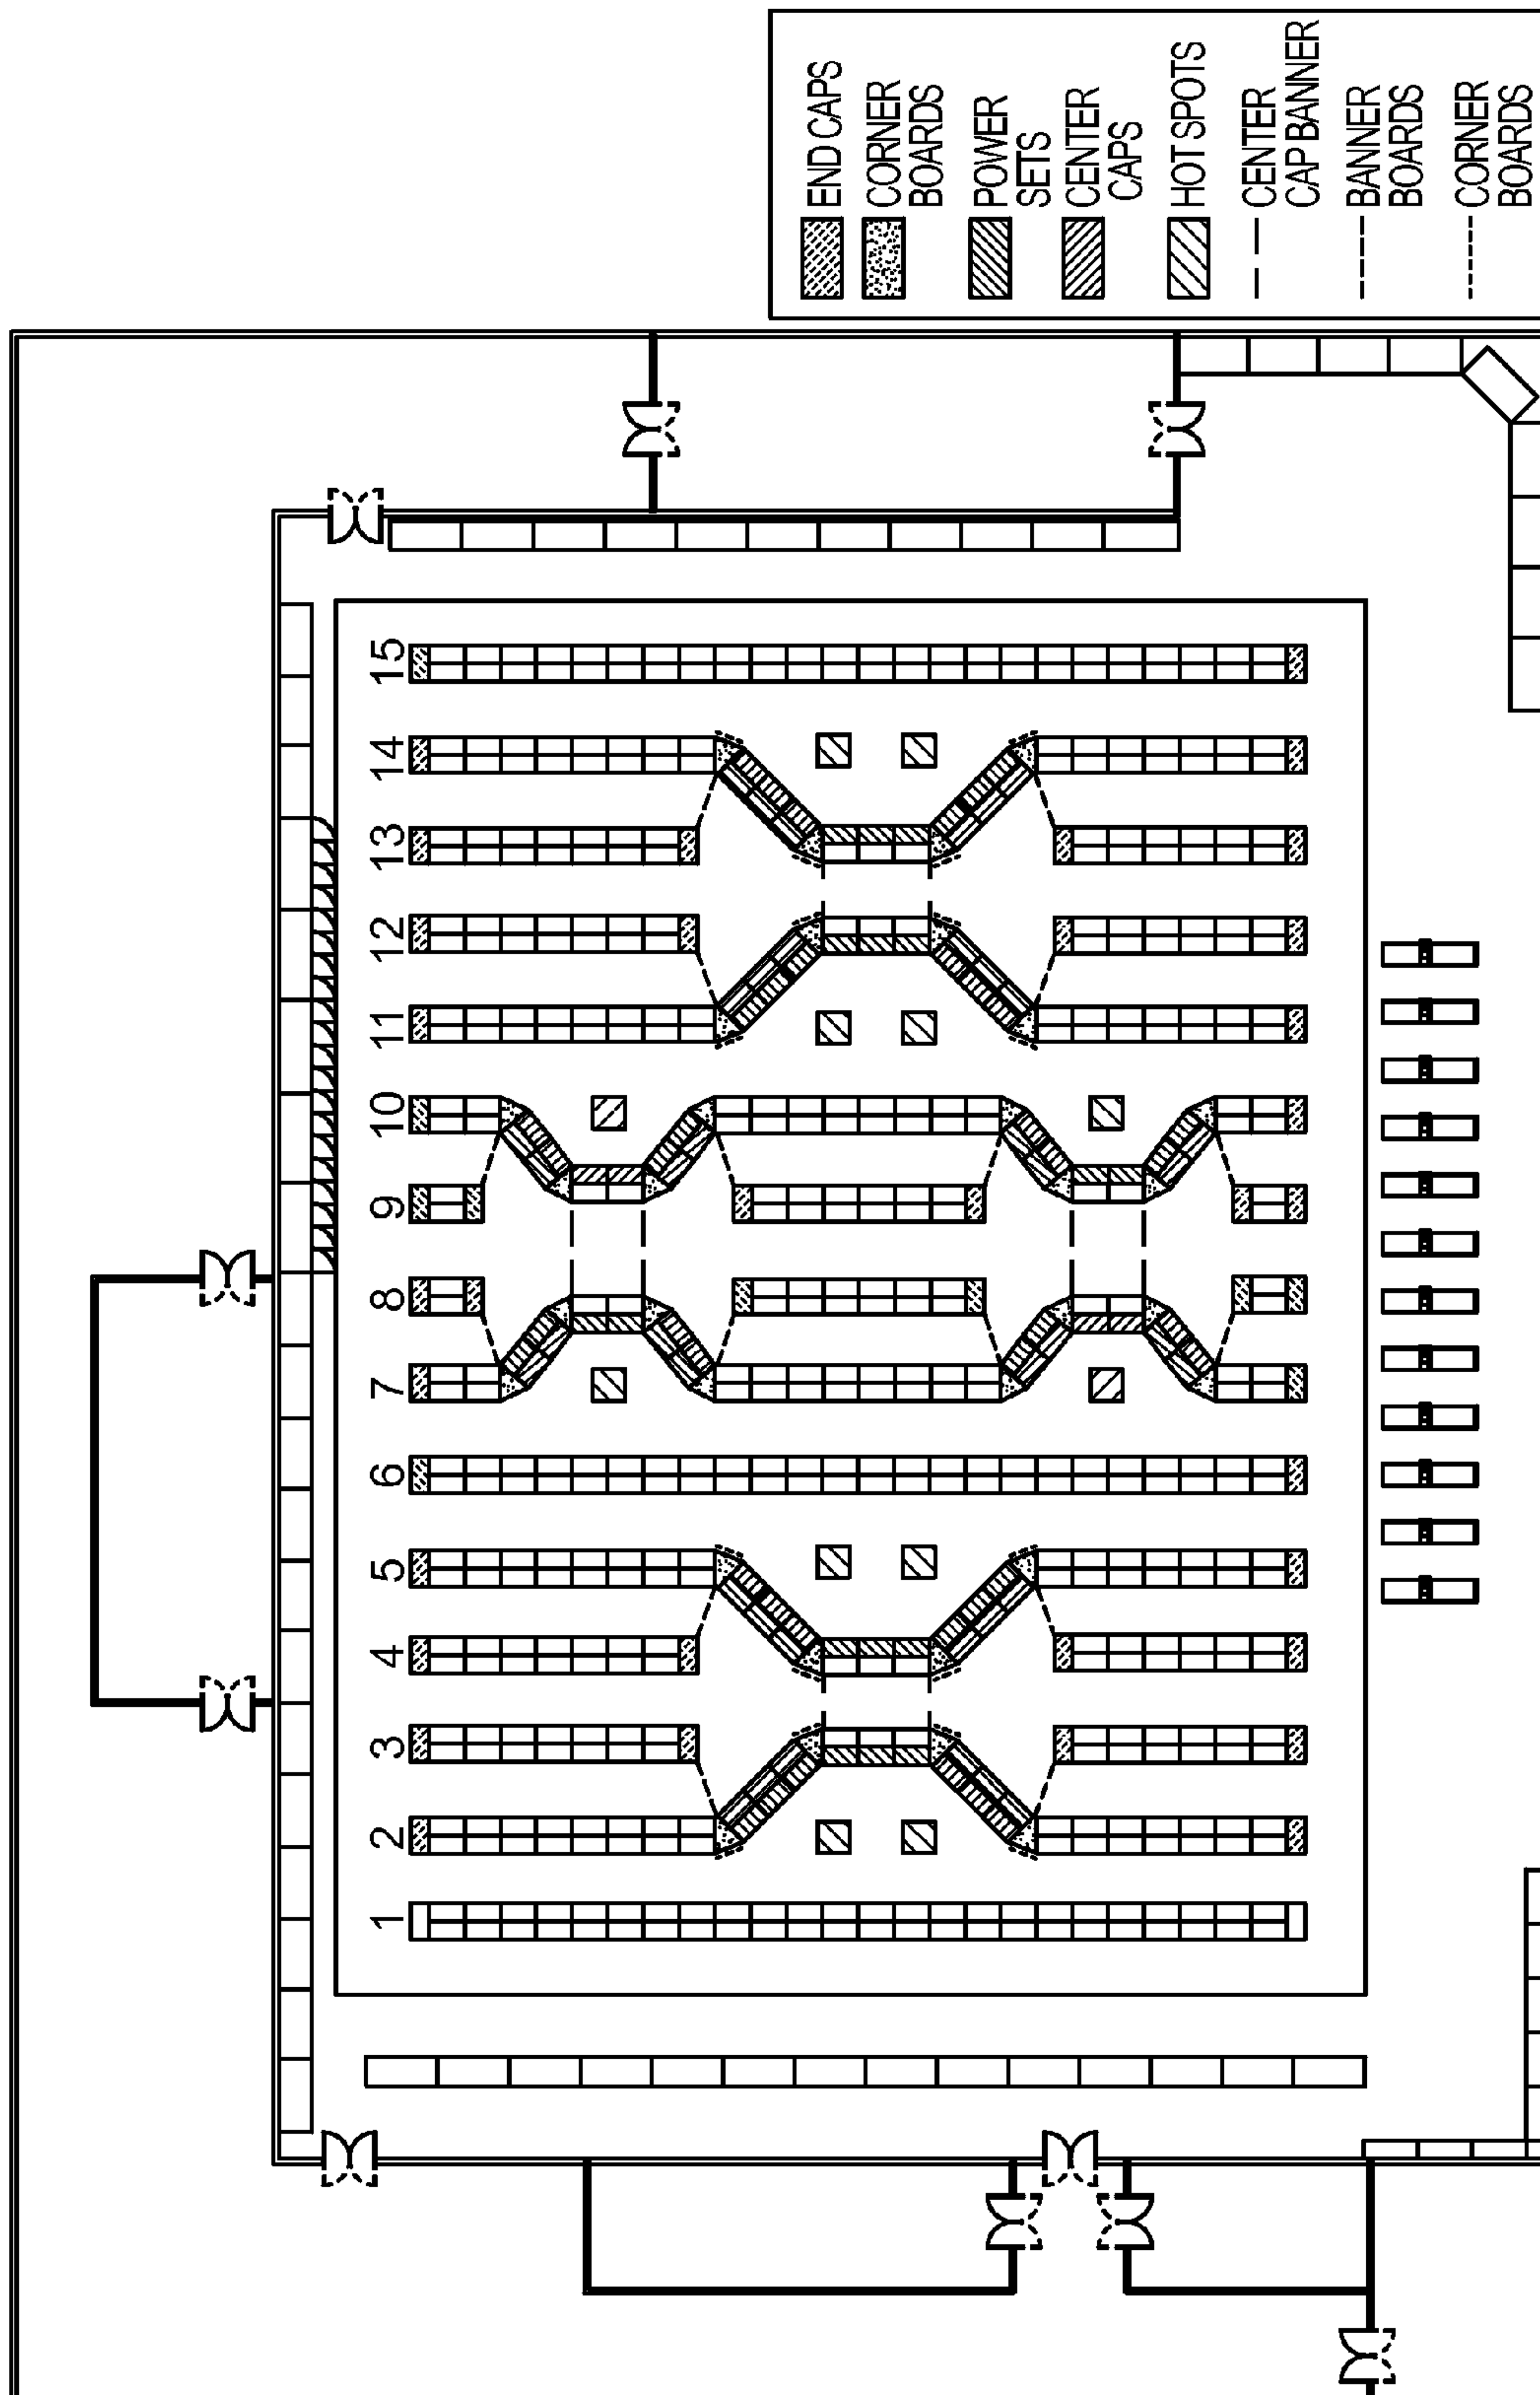 END CAPS
CORNER
BOARDS
POWER
SETS
CENTER
CAPS
HOT SPOTS
CENTER
CAP BANNER
BANNER
BOARDS
CORNER
BOARDS
1
2
3
4
5
6
7
8
9
10
11
12
13
14
15